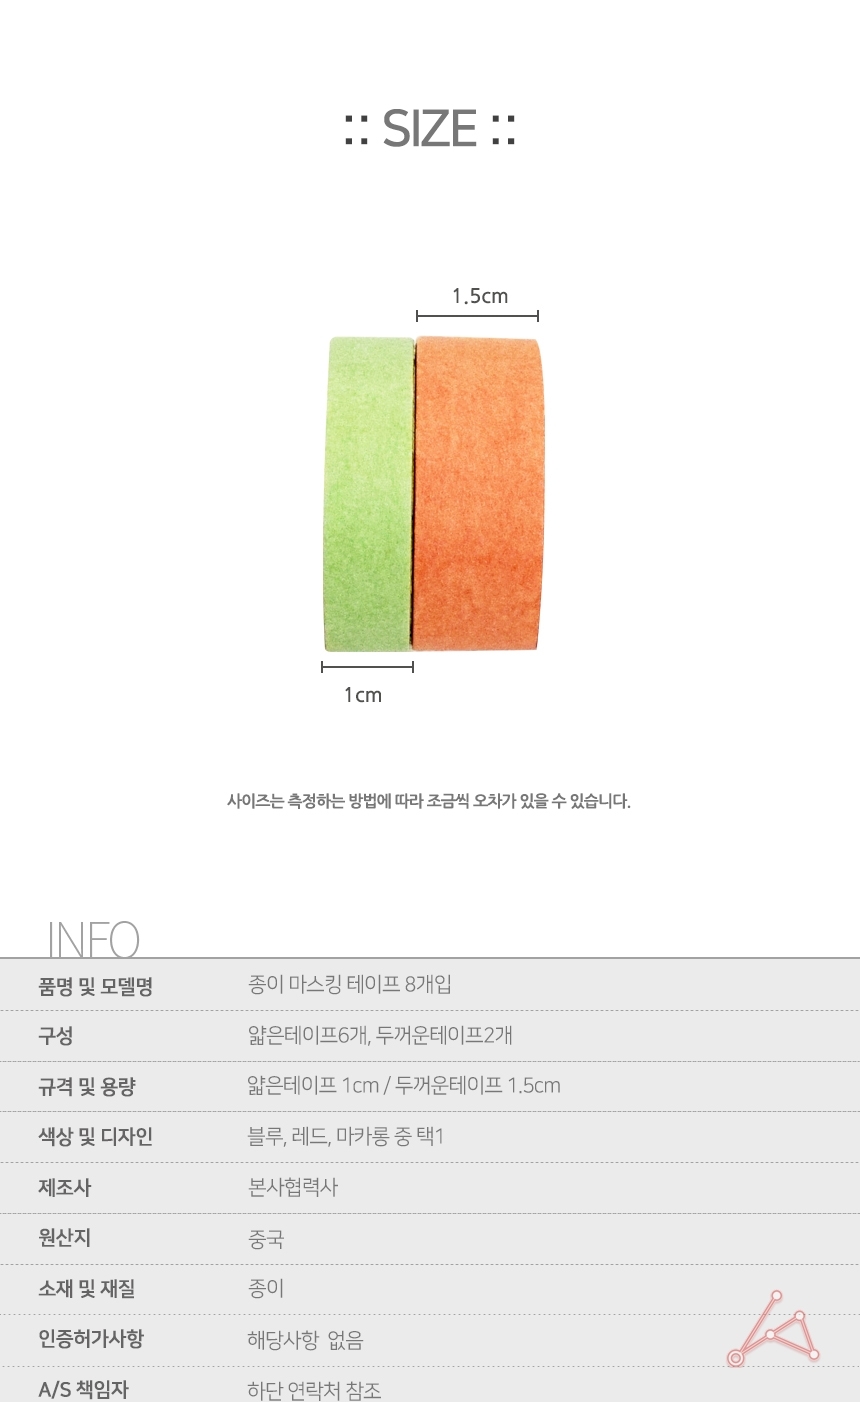 :: SIZE ::
1.5cm
1cm
사이즈는 측정하는 방법에 따라 조금씩 오차가 있을 수 있습니다.
INFO
품명 및 모델명 종이 마스킹 테이프 8개입
구성 얇은테이프6개, 두꺼운테이프2개
규격 및 용량 얇은테이프 1cm / 두꺼운테이프 1.5cm
색상 및 디자인 블루, 레드, 마카롱 중 택1
제조사 본사협력사
원산지 중국
소재 및 재질 종이
인증허가사항 해당사항 없음
A/S 책임자 하단 연락처 참조